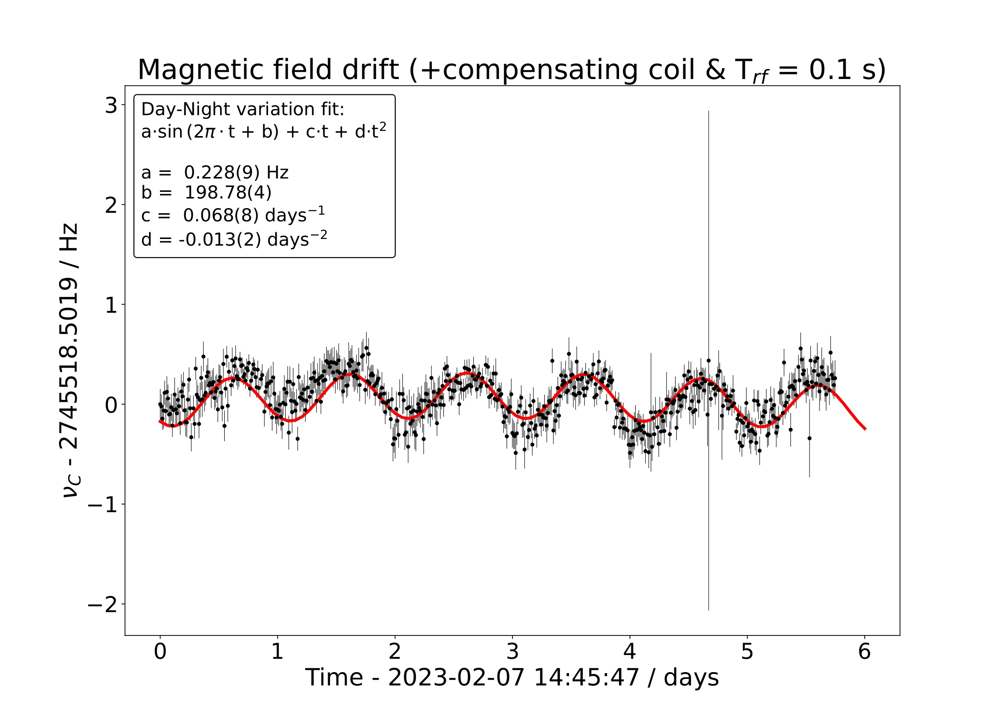 Magnetic field drift (+compensating coil & T_rf = 0.1 s)
Day-Night variation fit:
a·sin (2π · t + b) + c·t + d·t²
a = 0.228(9) Hz
b = 198.78(4)
c = 0.068(8) days⁻¹
d = -0.013(2) days⁻²
3
2
1
0
−1
−2
ν_C - 27455518.5019 / Hz
0 1 2 3 4 5 6
Time - 2023-02-07 14:45:47 / days